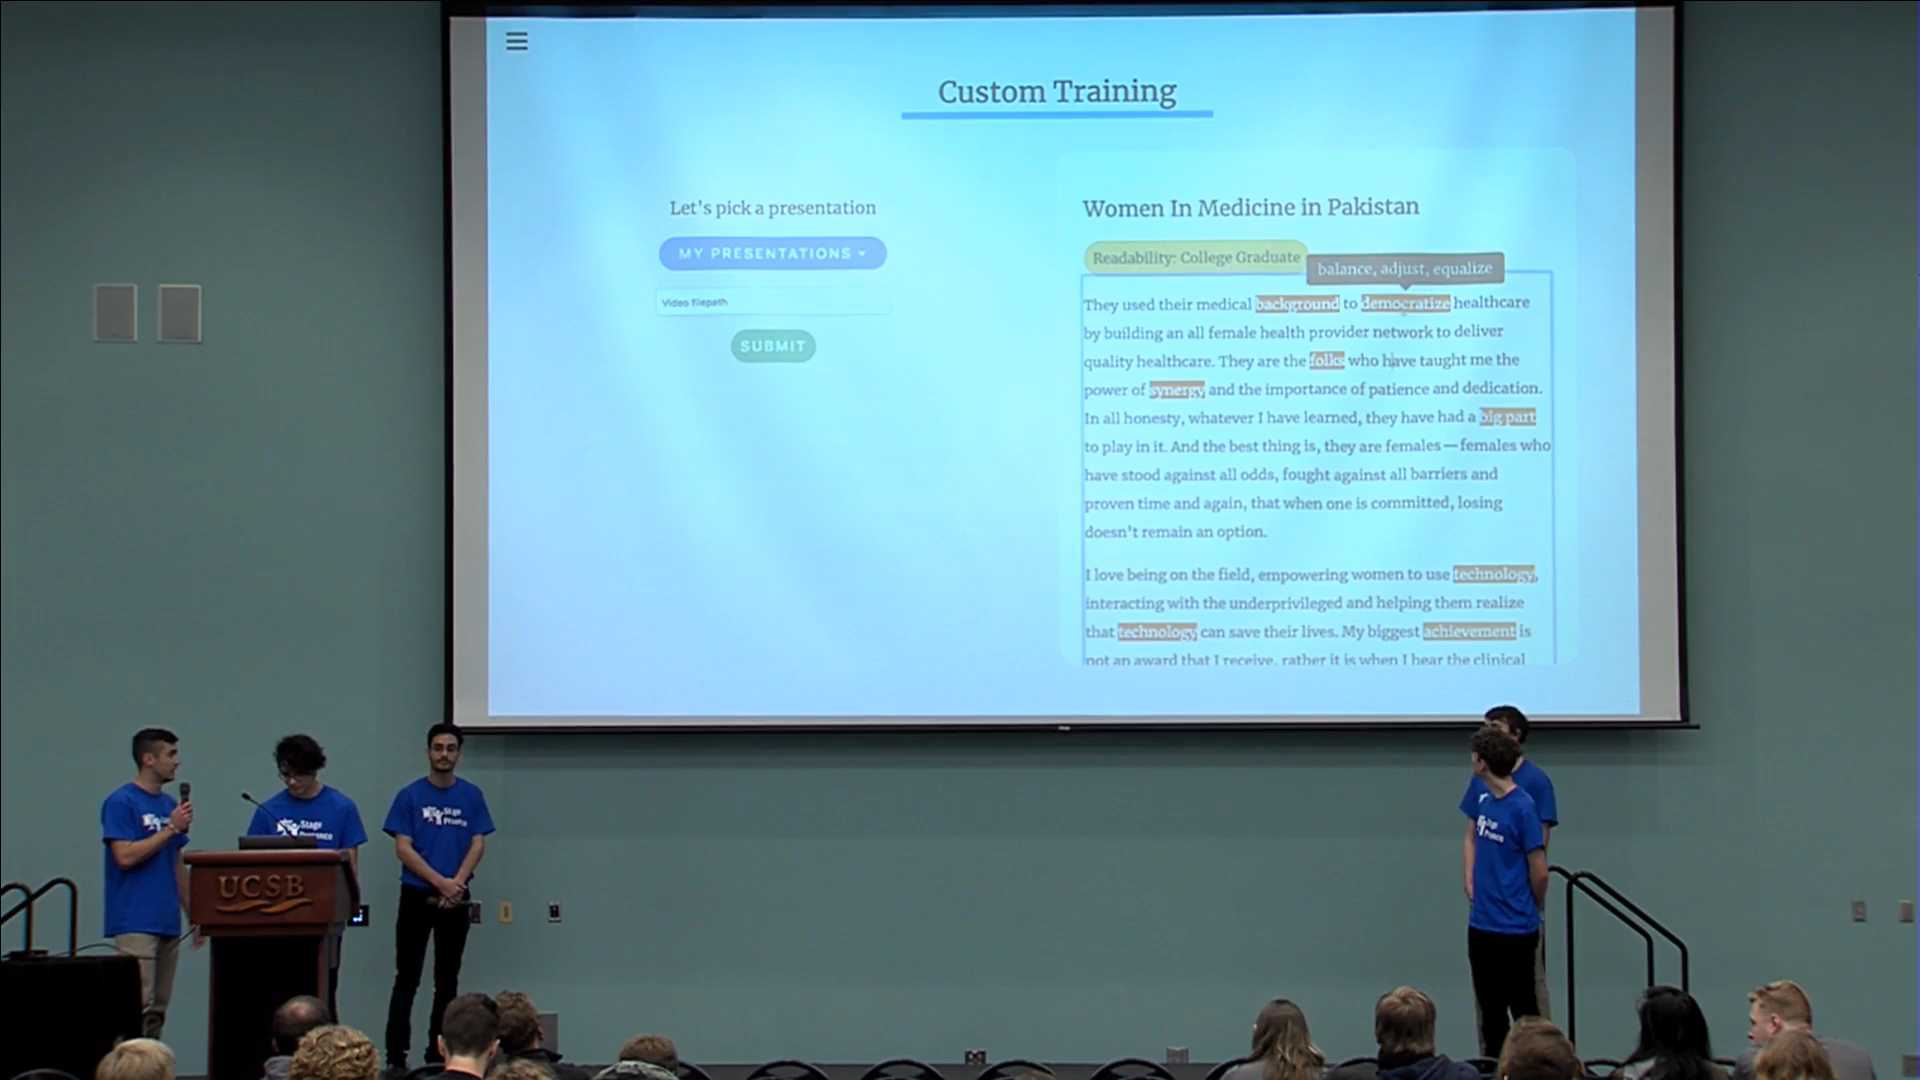 Custom Training
Let's pick a presentation
MY PRESENTATIONS
Video filepath
SUBMIT
Women In Medicine in Pakistan
Readability: College Graduate
balance, adjust, equalize
They used their medical background to democratize healthcare
by building an all female health provider network to deliver
quality healthcare. They are the folks who have taught me the
power of synergy and the importance of patience and dedication.
In all honesty, whatever I have learned, they have had a big part
to play in it. And the best thing is, they are females—females who
have stood against all odds, fought against all barriers and
proven time and again, that when one is committed, losing
doesn't remain an option.
I love being on the field, empowering women to use technology,
interacting with the underprivileged and helping them realize
that technology can save their lives. My biggest achievement is
not an award that I receive, rather it is when I hear the clinical
Stage
UCSB
Stage